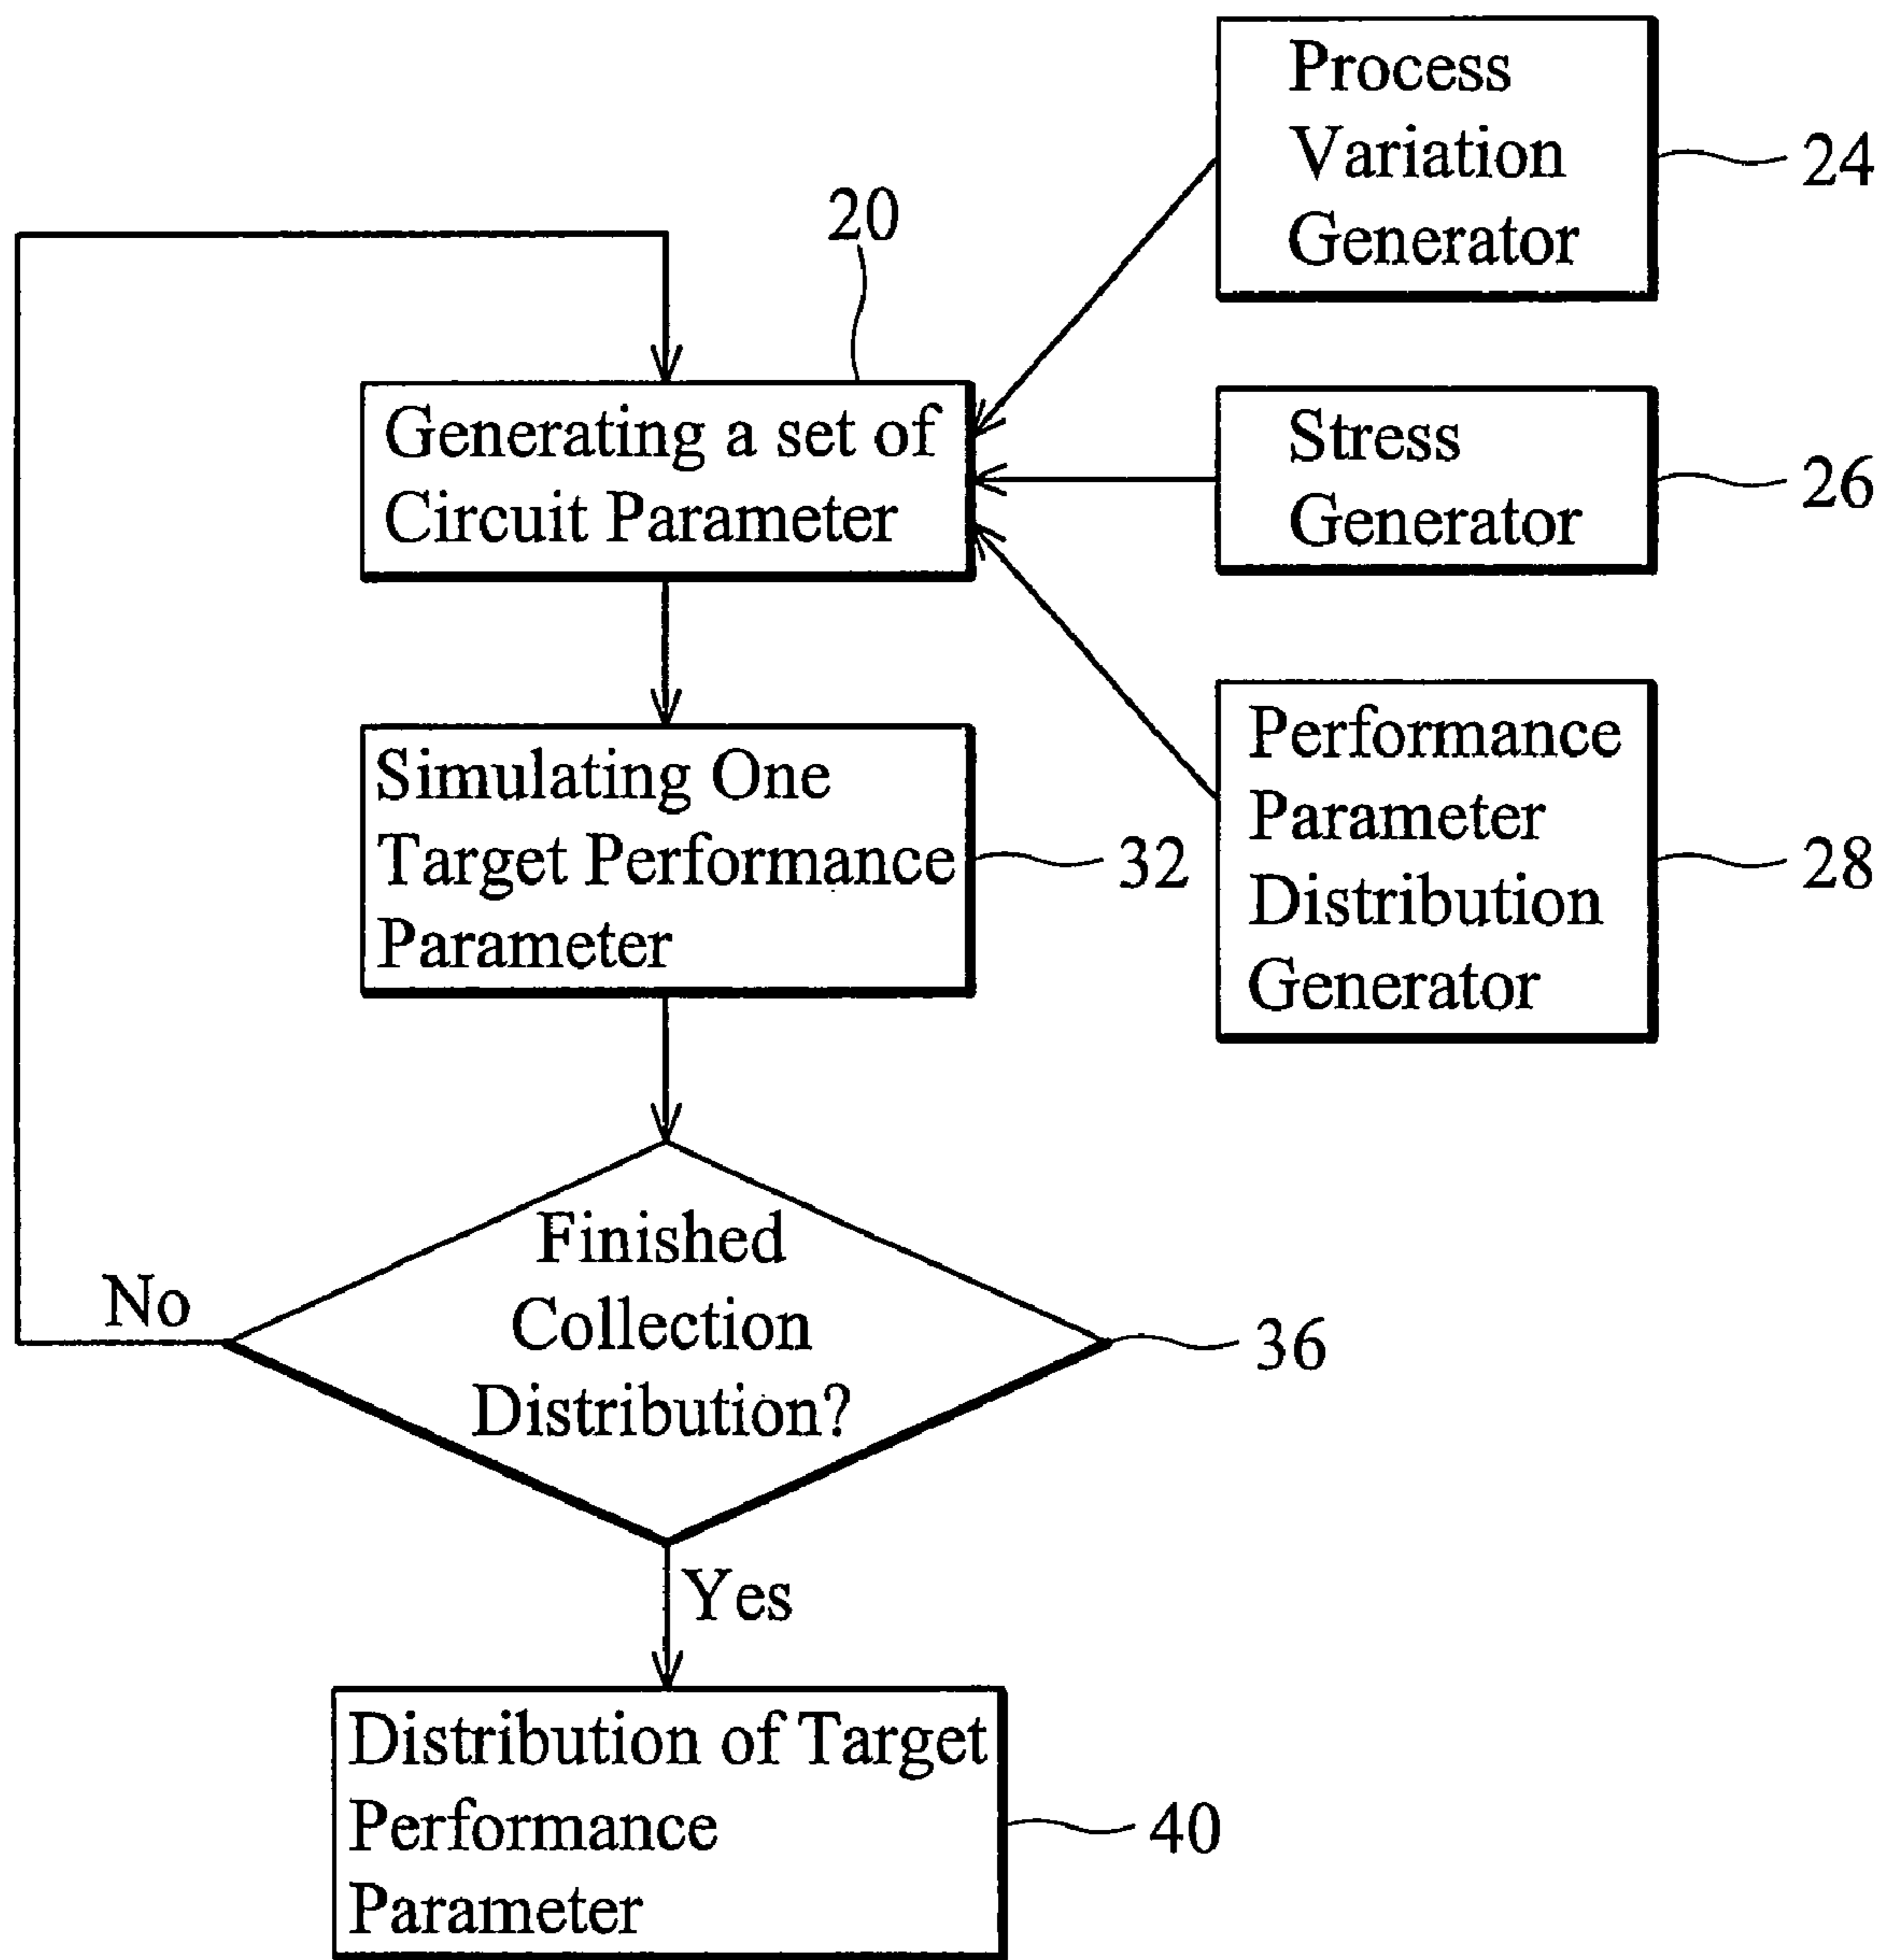 Process
Variation
Generator
24
20
Generating a set of
Circuit Parameter
Stress
Generator
26
Simulating One
Target Performance
Parameter
32
Performance
Parameter
Distribution
Generator
28
Finished
Collection
Distribution?
36
No
Yes
Distribution of Target
Performance
Parameter
40